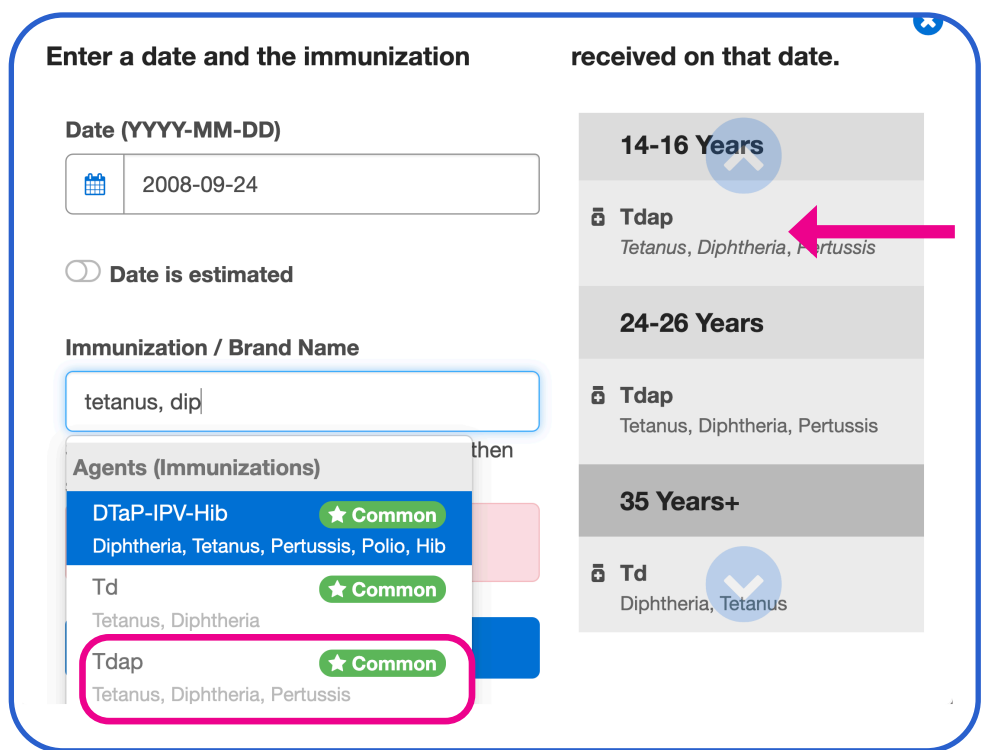 Enter a date and the immunization received on that date.
Date (YYYY-MM-DD)
2008-09-24
Date is estimated
Immunization / Brand Name
tetanus, dip
then
Agents (Immunizations)
DTaP-IPV-Hib
Common
Diphtheria, Tetanus, Pertussis, Polio, Hib
Td
Common
Tetanus, Diphtheria
Tdap
Common
Tetanus, Diphtheria, Pertussis
14-16 Years
Tdap
Tetanus, Diphtheria, Pertussis
24-26 Years
Tdap
Tetanus, Diphtheria, Pertussis
35 Years+
Td
Diphtheria, Tetanus